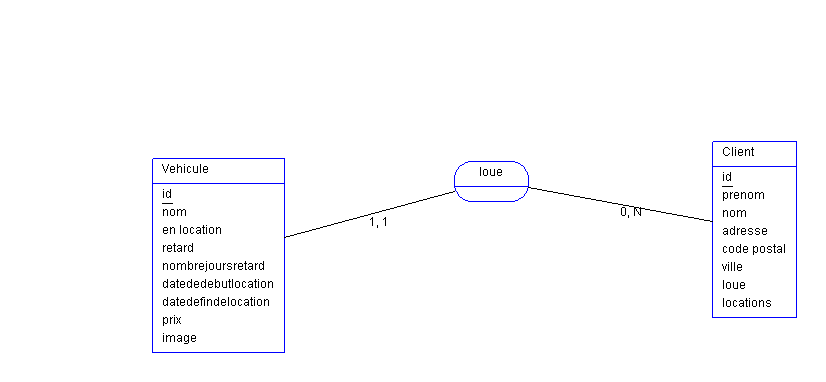 Vehicule
id
nom
en location
retard
nombrejoursretard
datededebutlocation
datedefindelocation
prix
image
1, 1
loue
0, N
Client
id
prenom
nom
adresse
code postal
ville
loue
locations